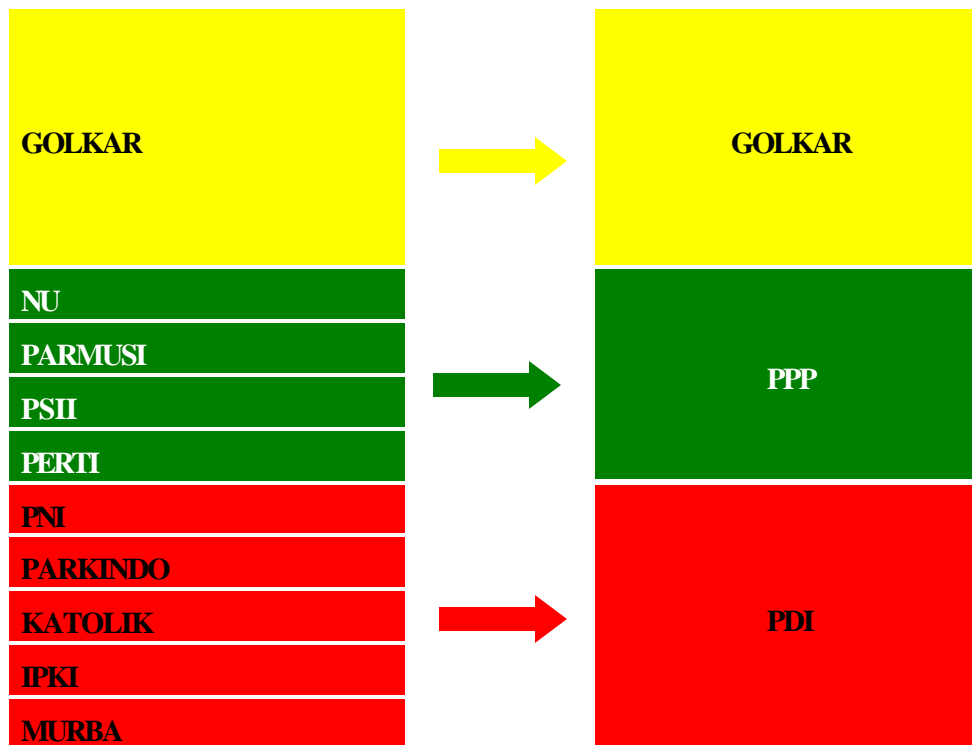 GOLKAR
NU
PARMUSI
PSII
PERTI
PNI
PARKINDO
KATOLIK
IPKI
MURBA
GOLKAR
PPP
PDI